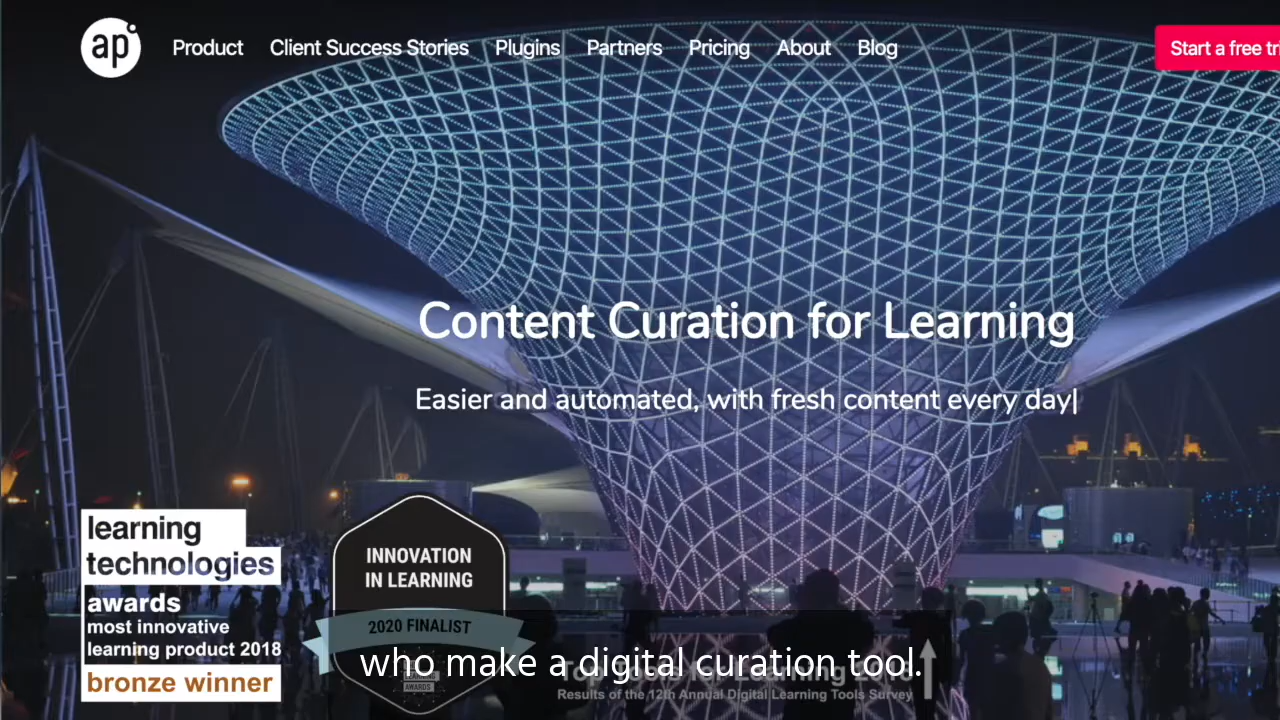 ap
Product Client Success Stories Plugins Partners Pricing About Blog
Start a free tri
Content Curation for Learning
Easier and automated, with fresh content every day|
learning
technologies
awards
most innovative
learning product 2018
bronze winner
INNOVATION
IN LEARNING
2020 FINALIST
AWARDS
who make a digital curation tool.
Results of the 12th Annual Digital Learning Tools Survey